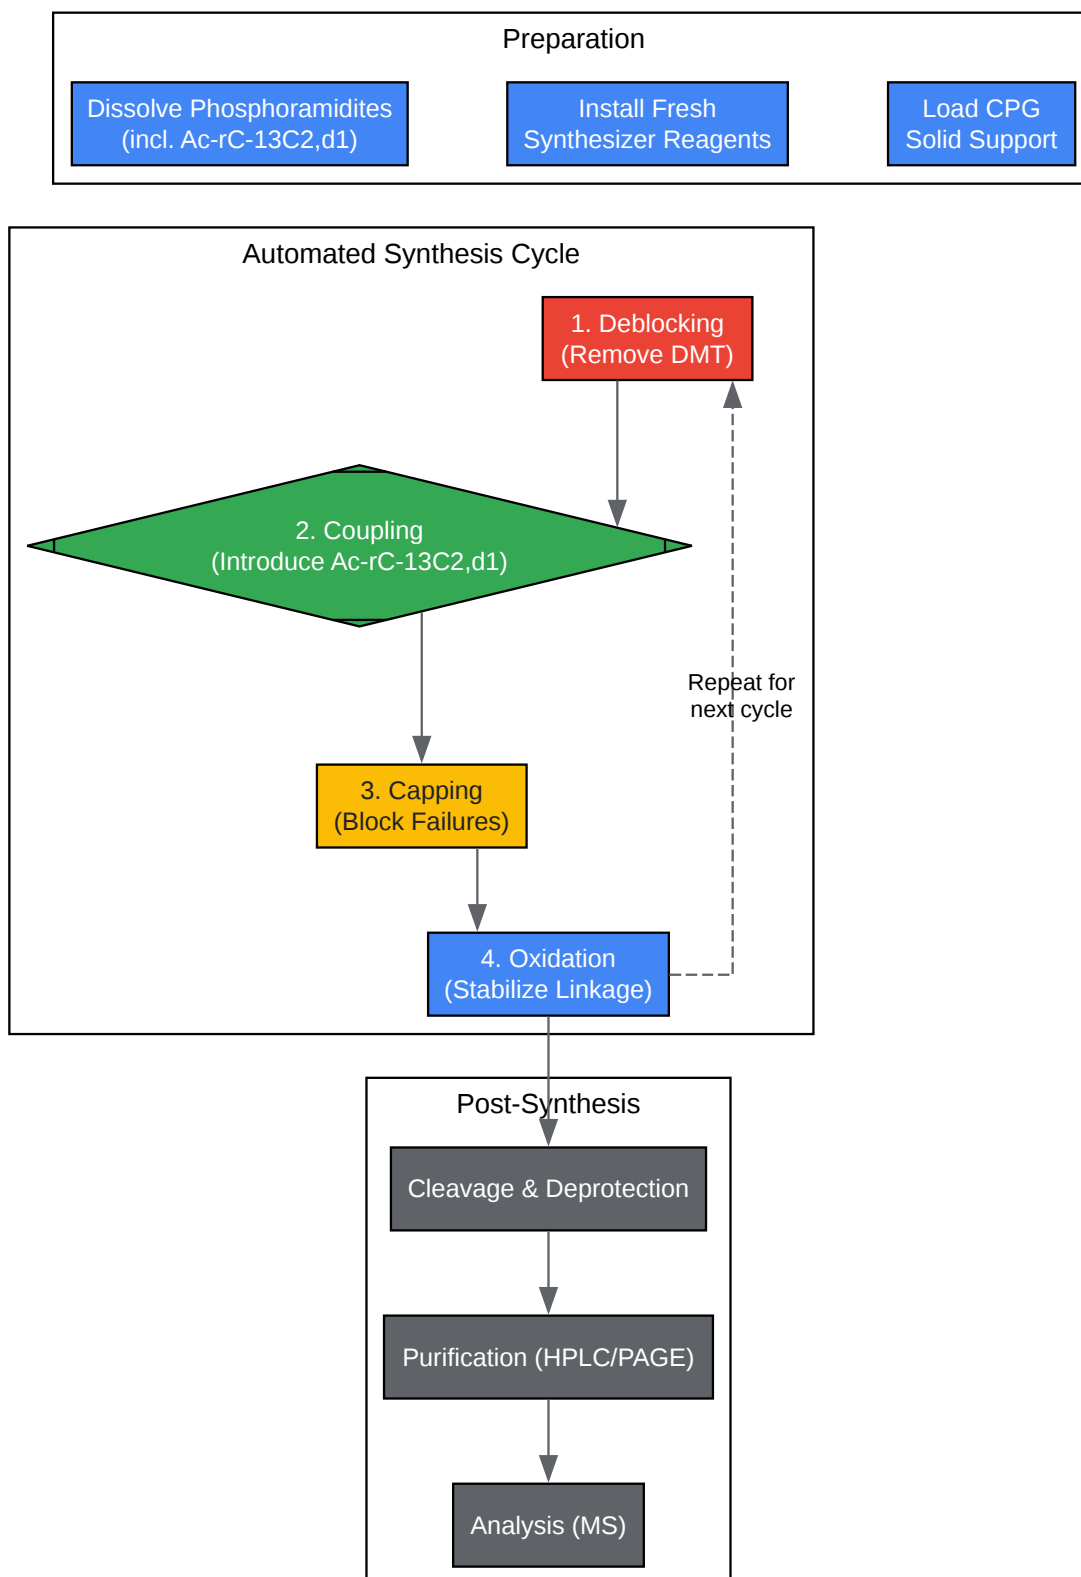 Preparation
Dissolve Phosphoramidites
(incl. Ac-rC-13C2,d1)
Install Fresh
Synthesizer Reagents
Load CPG
Solid Support
Automated Synthesis Cycle
1. Deblocking
(Remove DMT)
2. Coupling
(Introduce Ac-rC-13C2,d1)
Repeat for
next cycle
3. Capping
(Block Failures)
4. Oxidation
(Stabilize Linkage)
Post-Synthesis
Cleavage & Deprotection
Purification (HPLC/PAGE)
Analysis (MS)